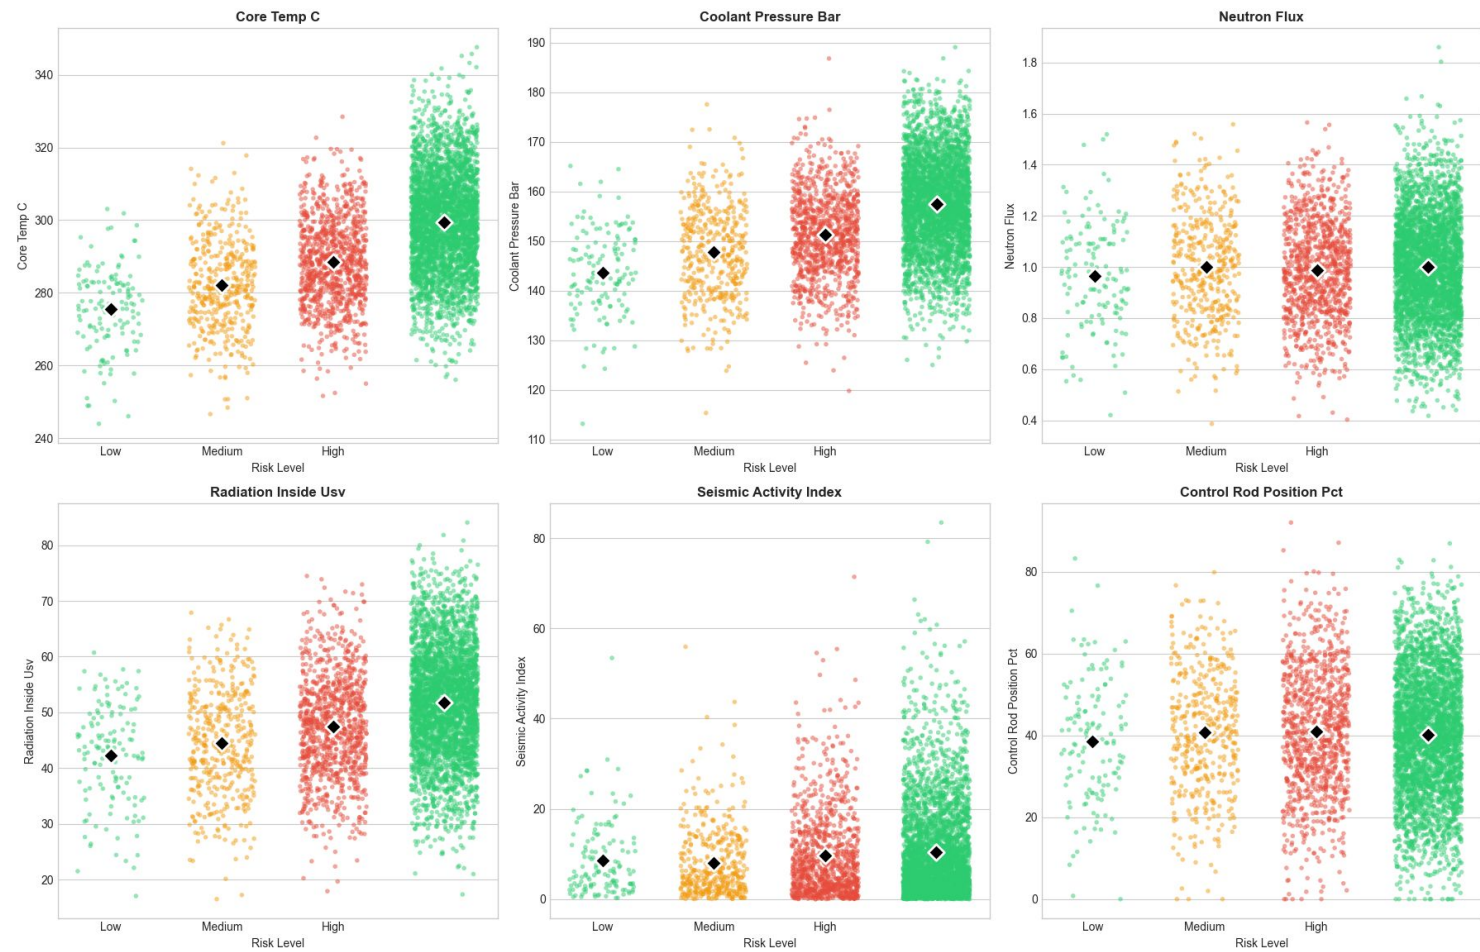 Core Temp C
Core Temp C
340
320
300
280
260
240
Low Medium High
Risk Level
Coolant Pressure Bar
Coolant Pressure Bar
190
180
170
160
150
140
130
120
110
Low Medium High
Risk Level
Neutron Flux
Neutron Flux
1.8
1.6
1.4
1.2
1.0
0.8
0.6
0.4
Low Medium High
Risk Level
Radiation Inside Usv
Radiation Inside Usv
80
70
60
50
40
30
20
Low Medium High
Risk Level
Seismic Activity Index
Seismic Activity Index
80
60
40
20
0
Low Medium High
Risk Level
Control Rod Position Pct
Control Rod Position Pct
80
60
40
20
0
Low Medium High
Risk Level